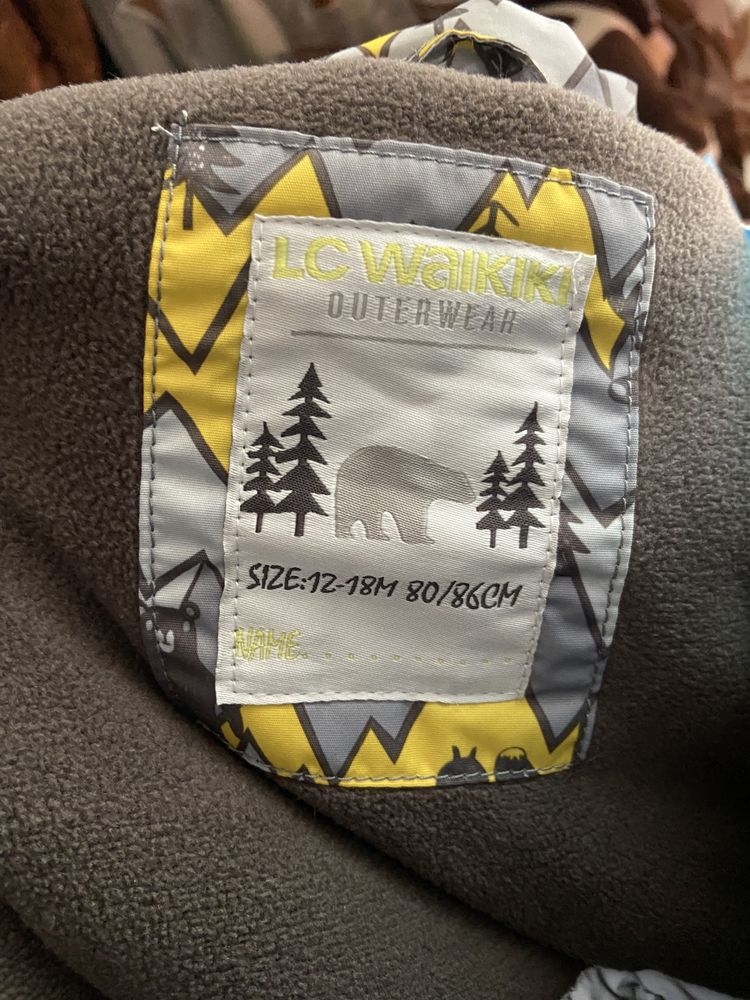 LC WAIKIKI
OUTERWEAR
SIZE:12-18M 80/86CM
NAME..........